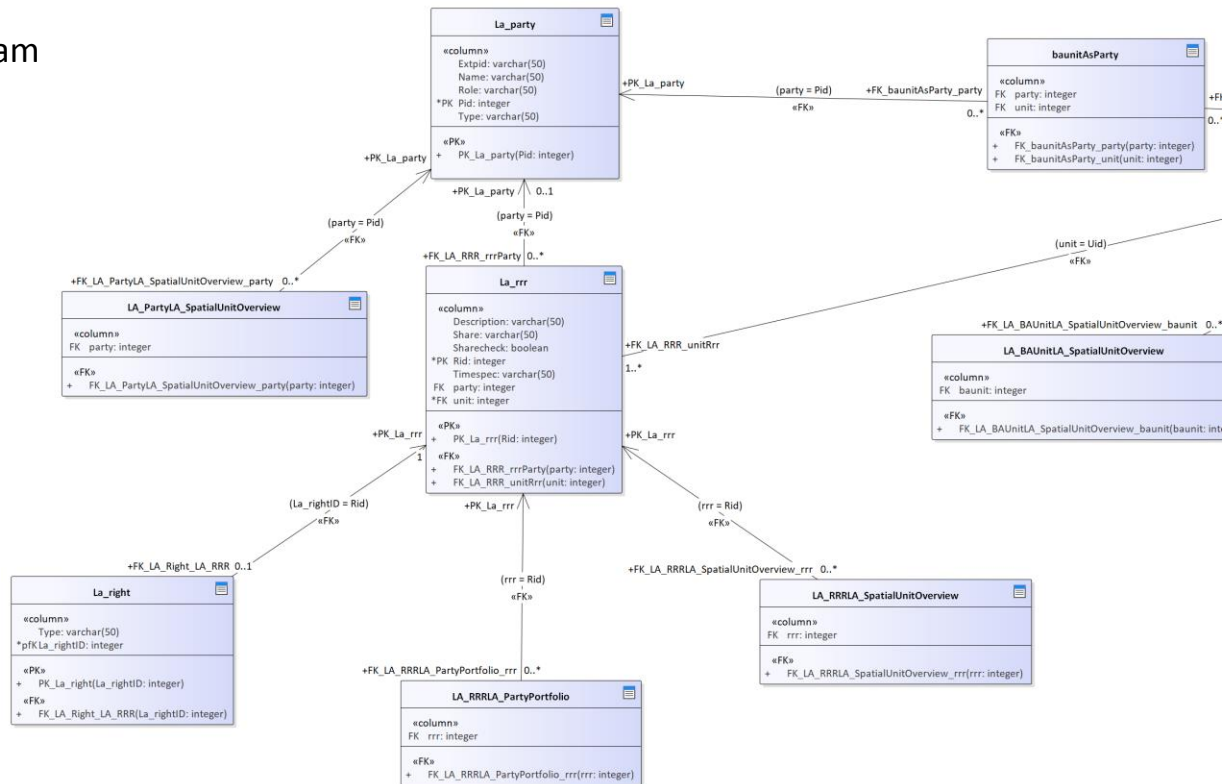 am
La_party
«column»
Extpid: varchar(50)
Name: varchar(50)
Role: varchar(50)
*PK Pid: integer
Type: varchar(50)
«PK»
+ PK_La_party(Pid: integer)
baunitAsParty
«column»
FK party: integer
FK unit: integer
«FK»
+ FK_baunitAsParty_party(party: integer)
+ FK_baunitAsParty_unit(unit: integer)
+PK_La_party
(party = Pid)
«FK»
+FK_baunitAsParty_party
0..*
+FK
0..*
+PK_La_party
(party = Pid)
«FK»
+FK_LA_PartyLA_SpatialUnitOverview_party 0..*
+PK_La_party 0..1
(party = Pid)
«FK»
+FK_LA_RRR_rrrParty 0..*
(unit = Uid)
«FK»
LA_PartyLA_SpatialUnitOverview
«column»
FK party: integer
«FK»
+ FK_LA_PartyLA_SpatialUnitOverview_party(party: integer)
La_rrr
«column»
Description: varchar(50)
Share: varchar(50)
Sharecheck: boolean
*PK Rid: integer
Timespec: varchar(50)
FK party: integer
*FK unit: integer
«PK»
+ PK_La_rrr(Rid: integer)
«FK»
+ FK_LA_RRR_rrrParty(party: integer)
+ FK_LA_RRR_unitRrr(unit: integer)
+FK_LA_RRR_unitRrr
1..*
+FK_LA_BAUnitLA_SpatialUnitOverview_baunit 0..*
LA_BAUnitLA_SpatialUnitOverview
«column»
FK baunit: integer
«FK»
+ FK_LA_BAUnitLA_SpatialUnitOverview_baunit(baunit: inte
+PK_La_rrr
1
(La_rightID = Rid)
«FK»
+FK_LA_Right_LA_RRR 0..1
+PK_La_rrr
(rrr = Rid)
«FK»
+FK_LA_RRRLA_PartyPortfolio_rrr 0..*
+PK_La_rrr
(rrr = Rid)
«FK»
+FK_LA_RRRLA_SpatialUnitOverview_rrr 0..*
La_right
«column»
Type: varchar(50)
*pfK La_rightID: integer
«PK»
+ PK_La_right(La_rightID: integer)
«FK»
+ FK_LA_Right_LA_RRR(La_rightID: integer)
LA_RRRLA_PartyPortfolio
«column»
FK rrr: integer
«FK»
+ FK_LA_RRRLA_PartyPortfolio_rrr(rrr: integer)
LA_RRRLA_SpatialUnitOverview
«column»
FK rrr: integer
«FK»
+ FK_LA_RRRLA_SpatialUnitOverview_rrr(rrr: integer)